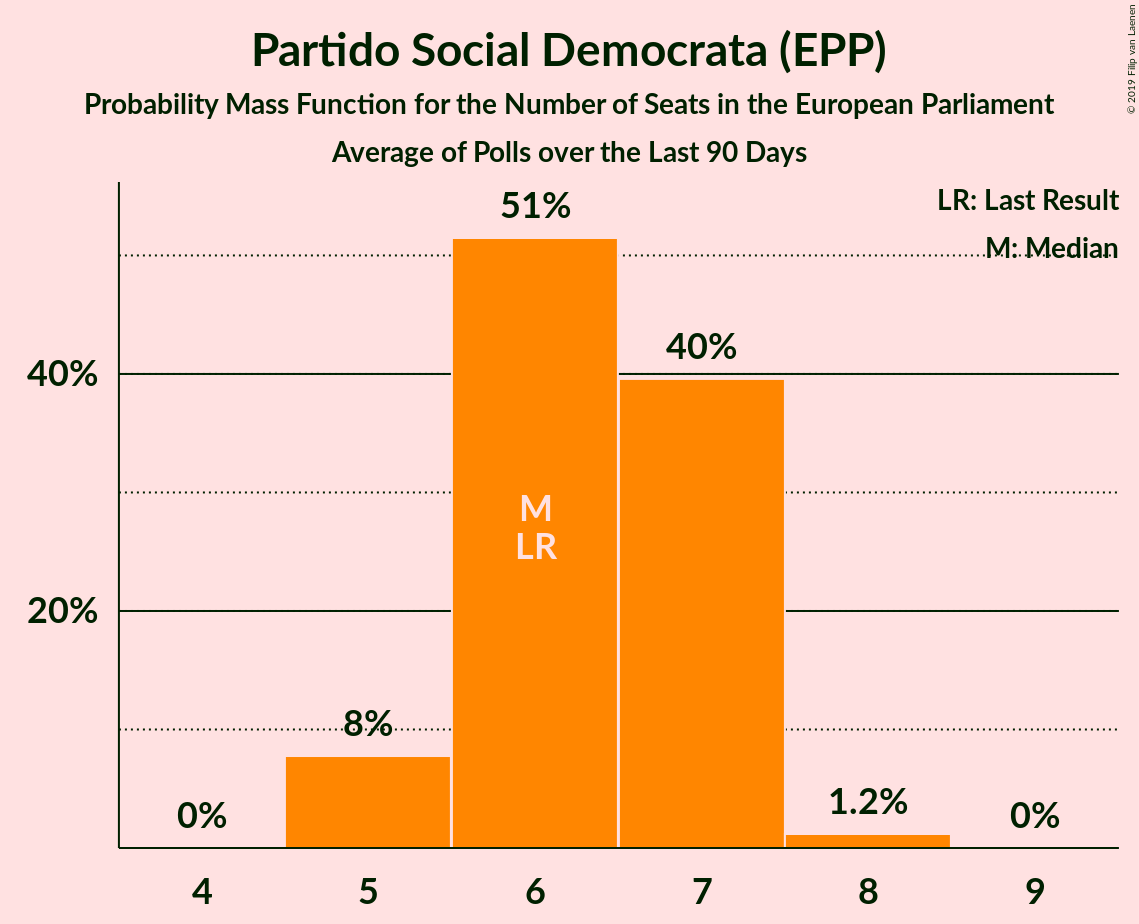 Partido Social Democrata (EPP)
Probability Mass Function for the Number of Seats in the European Parliament
Average of Polls over the Last 90 Days
© 2019 Filip van Laenen
LR: Last Result
M: Median
51%
40%
40%
M
LR
20%
8%
1.2%
0%
0%
4 5 6 7 8 9